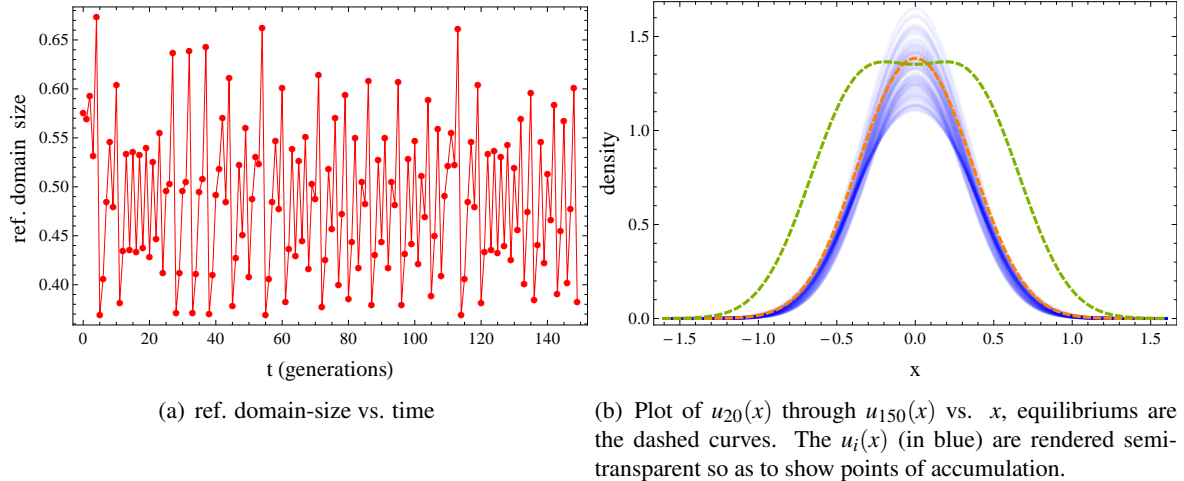 0.65
0.60
0.55
0.50
0.45
0.40
ref. domain size
0 20 40 60 80 100 120 140
t (generations)
(a) ref. domain-size vs. time
1.5
1.0
0.5
0.0
density
−1.5 −1.0 −0.5 0.0 0.5 1.0 1.5
x
(b) Plot of u20(x) through u150(x) vs. x, equilibriums are
the dashed curves. The ui(x) (in blue) are rendered semi-
transparent so as to show points of accumulation.